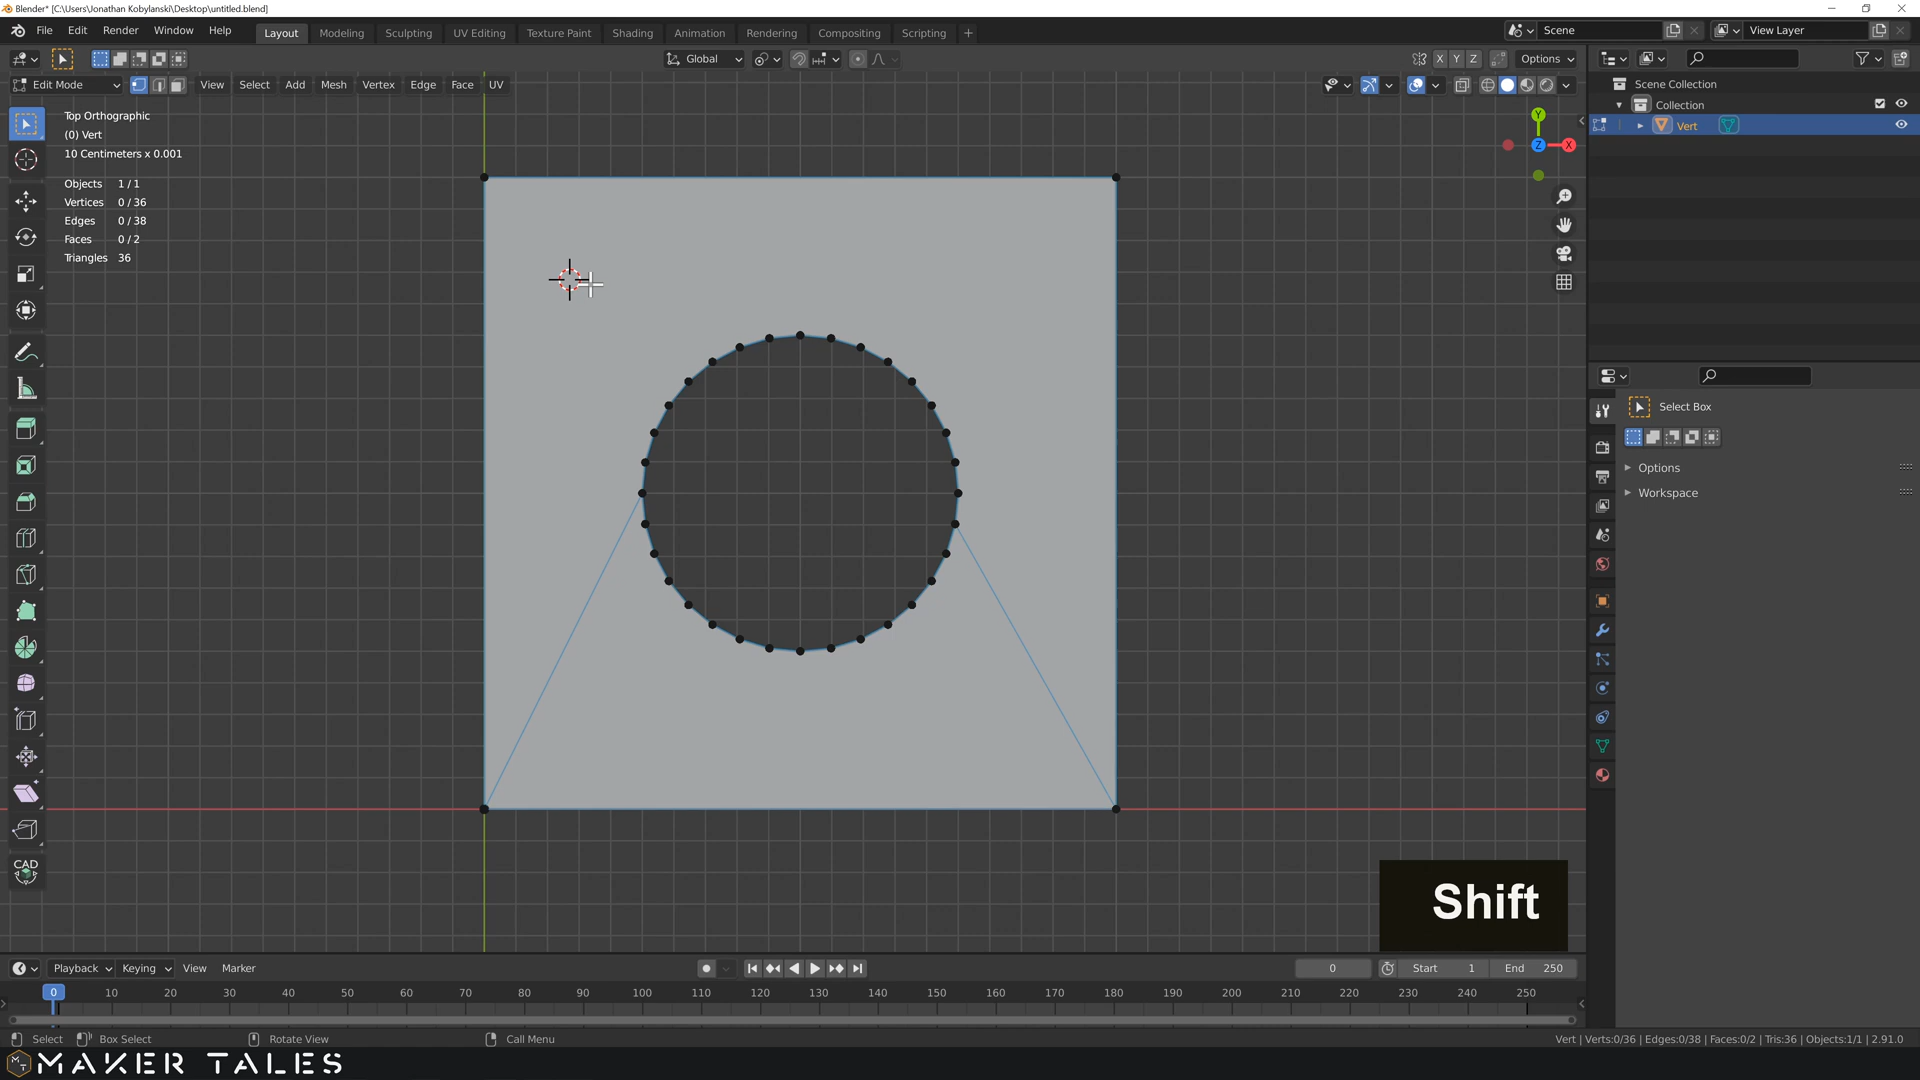 Blender* [C:\Users\Jonathan Kobylanski\Desktop\untitled.blend]
File Edit Render Window Help
Layout Modeling Sculpting UV Editing Texture Paint Shading Animation Rendering Compositing Scripting +
Scene
View Layer
Global
X Y Z
Options
Edit Mode
View Select Add Mesh Vertex Edge Face UV
Scene Collection
Collection
Vert
Top Orthographic
(0) Vert
10 Centimeters x 0.001
Objects 1 / 1
Vertices 0 / 36
Edges 0 / 38
Faces 0 / 2
Triangles 36
Y
Z
X
Select Box
Options
Workspace
CAD
Shift
Playback Keying View Marker
0
Start 1
End 250
0 10 20 30 40 50 60 70 80 90 100 110 120 130 140 150 160 170 180 190 200 210 220 230 240 250
Select
Box Select
Rotate View
Call Menu
Vert | Verts:0/36 | Edges:0/38 | Faces:0/2 | Tris:36 | Objects:1/1 | 2.91.0
MAKER TALES